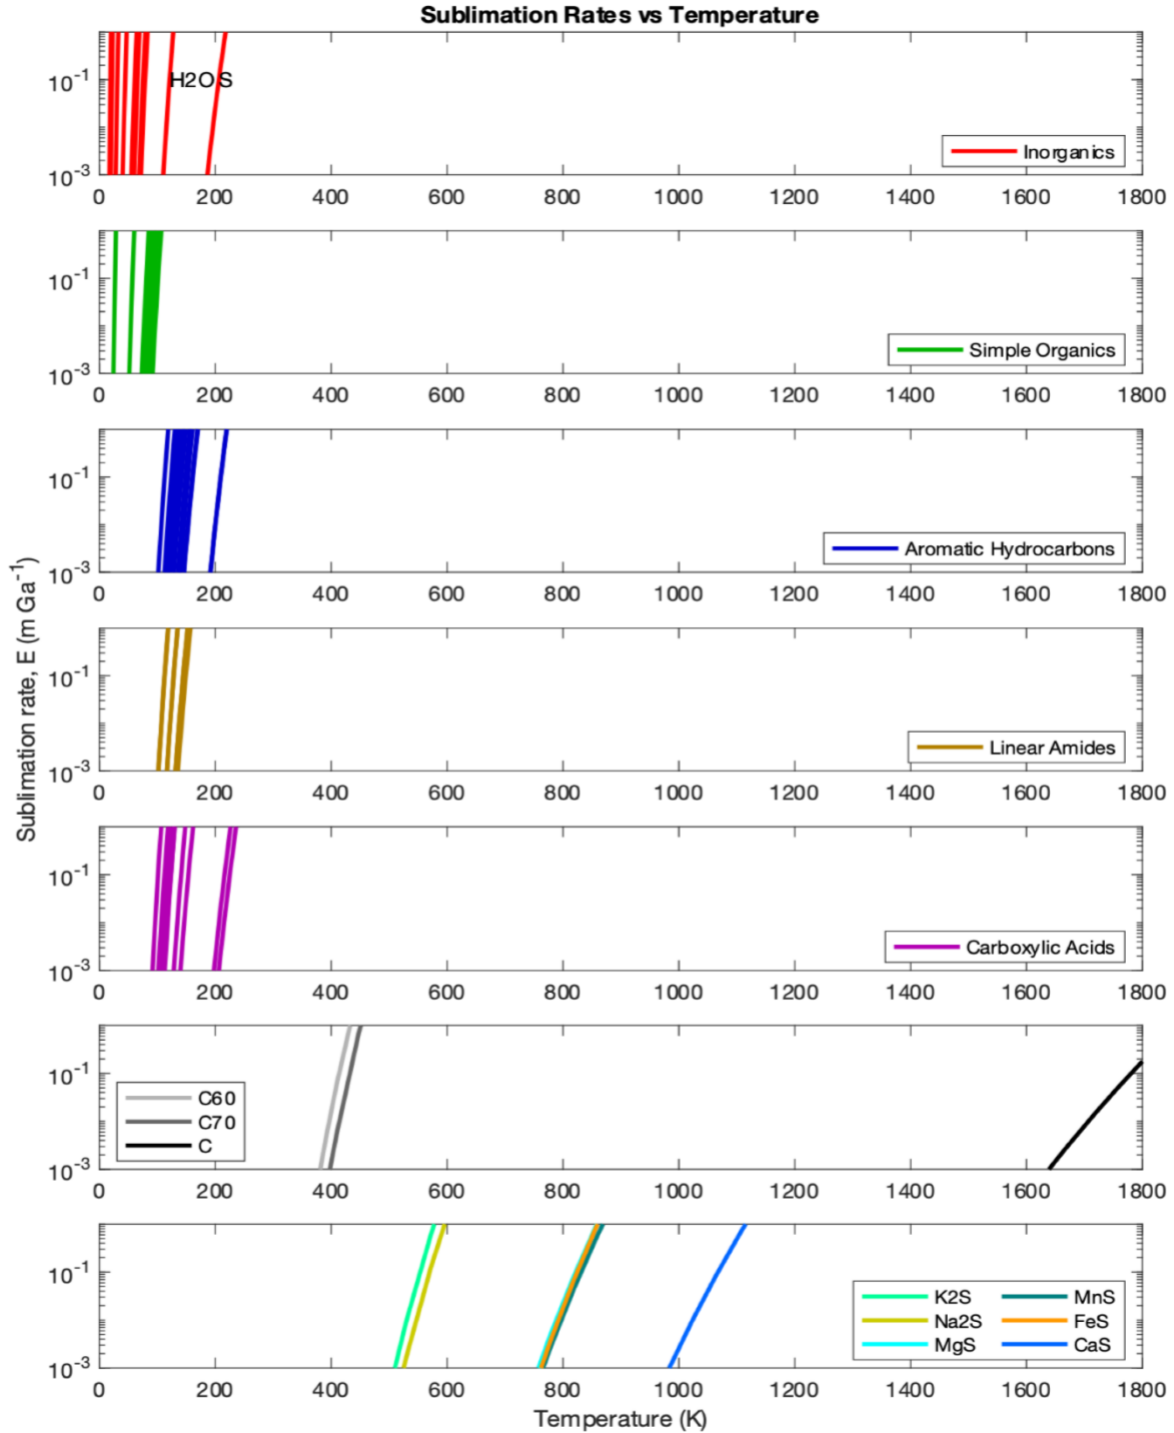 Sublimation Rates vs Temperature
10^-1
H2O S
Inorganics
10^-3
0 200 400 600 800 1000 1200 1400 1600 1800
10^-1
Simple Organics
10^-3
0 200 400 600 800 1000 1200 1400 1600 1800
10^-1
Aromatic Hydrocarbons
10^-3
0 200 400 600 800 1000 1200 1400 1600 1800
Sublimation rate, E (m Ga^-1)
10^-1
Linear Amides
10^-3
0 200 400 600 800 1000 1200 1400 1600 1800
10^-1
Carboxylic Acids
10^-3
0 200 400 600 800 1000 1200 1400 1600 1800
10^-1
C60
C70
C
10^-3
0 200 400 600 800 1000 1200 1400 1600 1800
10^-1
K2S MnS
Na2S FeS
MgS CaS
10^-3
0 200 400 600 800 1000 1200 1400 1600 1800
Temperature (K)